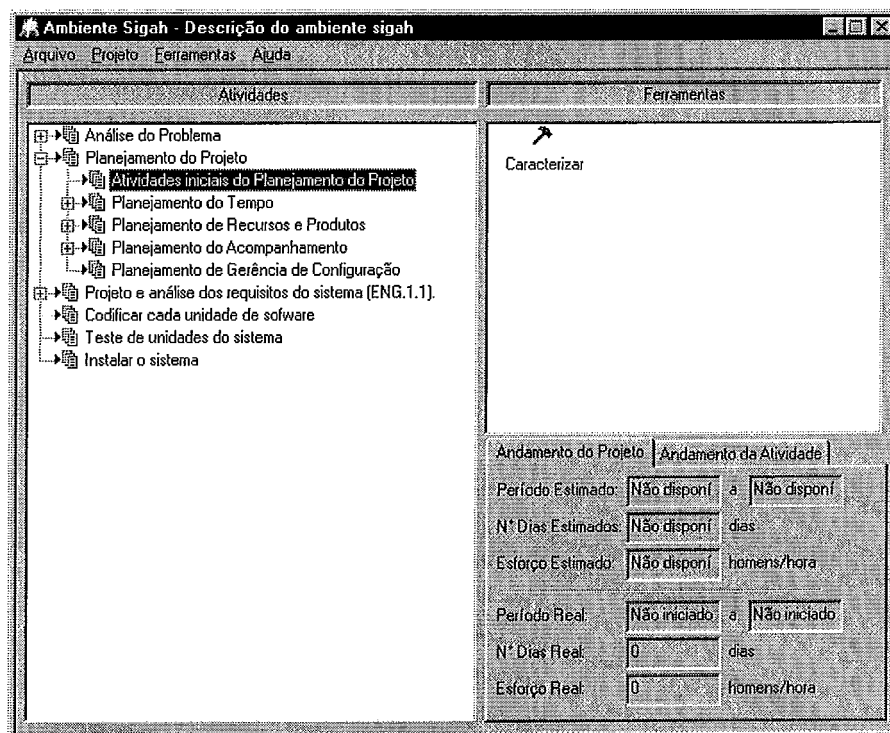 Ambiente Sigah - Descrição do ambiente sigah
Arquivo Projeto Ferramentas Ajuda
Atividades
Análise do Problema
Planejamento do Projeto
Atividades iniciais do Planejamento do Projeto
Planejamento do Tempo
Planejamento de Recursos e Produtos
Planejamento do Acompanhamento
Planejamento de Gerência de Configuração
Projeto e análise dos requisitos do sistema (ENG.1.1).
Codificar cada unidade de sofware
Teste de unidades do sistema
Instalar o sistema
Ferramentas
Caracterizar
Andamento do Projeto Andamento da Atividade
Período Estimado: Não disponí a Não disponí
N° Dias Estimados: Não disponí dias
Esforço Estimado: Não disponí homens/hora
Período Real: Não iniciado a Não iniciado
N° Dias Real: 0 dias
Esforço Real: 0 homens/hora